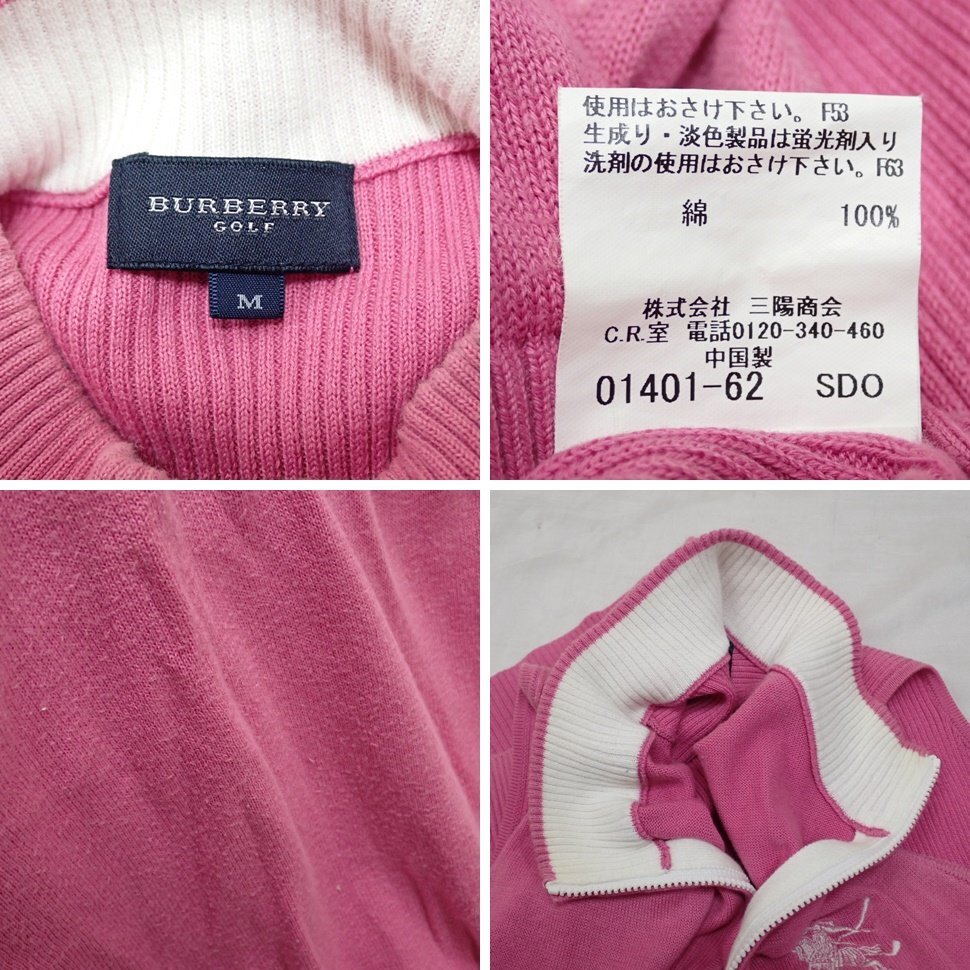 BURBERRY
GOLF
M
使用はおさけ下さい。 F53
生成り・淡色製品は蛍光剤入り
洗剤の使用はおさけ下さい。F63
綿 100%
株式会社 三陽商会
C.R.室 電話0120-340-460
中国製
01401-62 SDO